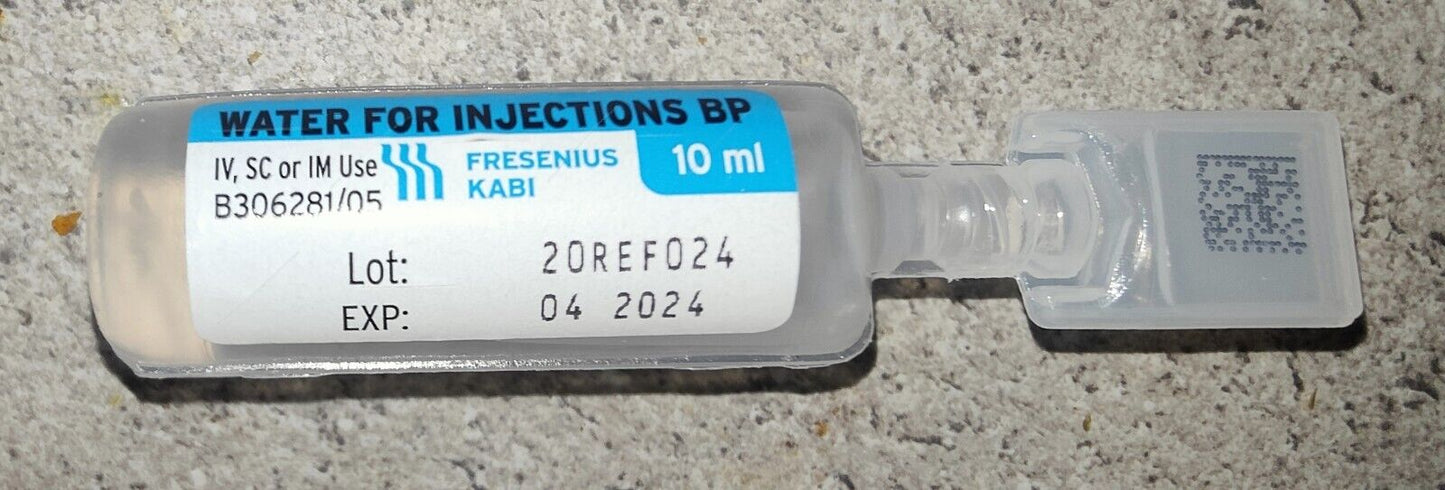 WATER FOR INJECTIONS BP
IV, SC or IM Use
FRESENIUS
KABI
10 ml
B306281/05
Lot: 20REF024
EXP: 04 2024